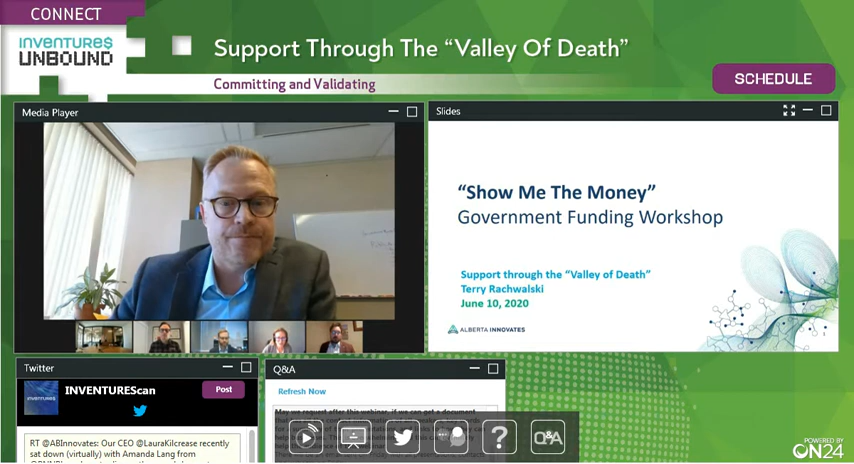 CONNECT
INVENTURE$
UNBOUND
Support Through The “Valley Of Death”
Committing and Validating
SCHEDULE
Media Player
Slides
“Show Me The Money”
Government Funding Workshop
Support through the “Valley of Death”
Terry Rachwalski
June 10, 2020
ALBERTA INNOVATES
1
Twitter
INVENTUREScan
Post
RT @ABInnovates: Our CEO @LauraKilcrease recently
sat down (virtually) with Amanda Lang from
Q&A
Refresh Now
May we request after this webinar, if we can get a document
?
Q&A
POWERED BY
ON24